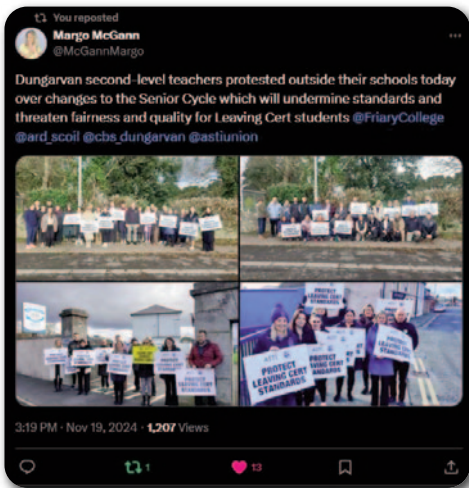 You reposted
Margo McGann
@McGannMargo
Dungarvan second-level teachers protested outside their schools today
over changes to the Senior Cycle which will undermine standards and
threaten fairness and quality for Leaving Cert students @FriaryCollege
@ard_scoil @cbs_dungarvan @astiunion
PROTECT
LEAVING CERT
STANDARDS
PROTECT
LEAVING CERT
STANDARDS
PROTECT
LEAVING CERT
STANDARDS
3:19 PM · Nov 19, 2024 · 1,207 Views
1
13